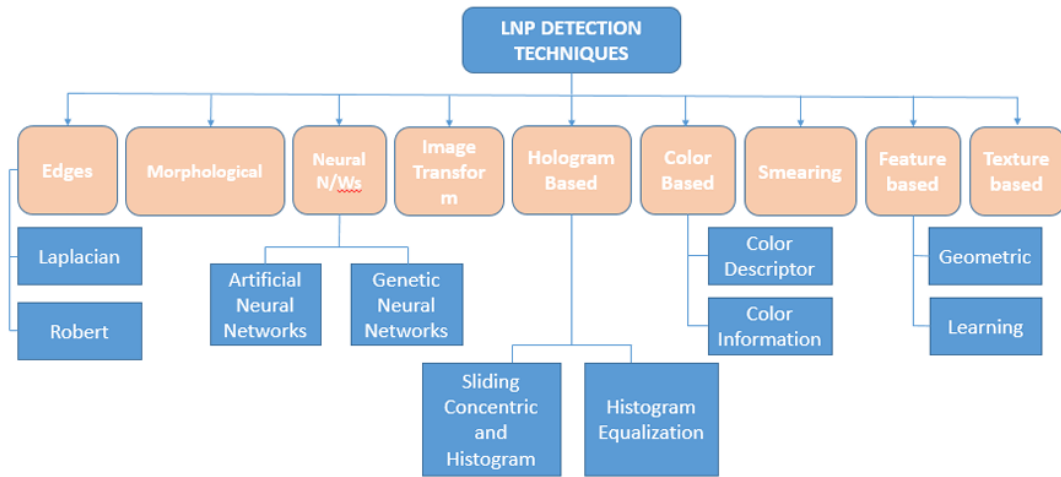 LNP DETECTION
TECHNIQUES
Edges
Morphological
Neural
N/Ws
Image
Transfor
m
Hologram
Based
Color
Based
Smearing
Feature
based
Texture
based
Laplacian
Robert
Artificial
Neural
Networks
Genetic
Neural
Networks
Color
Descriptor
Color
Information
Geometric
Learning
Sliding
Concentric
and
Histogram
Histogram
Equalization